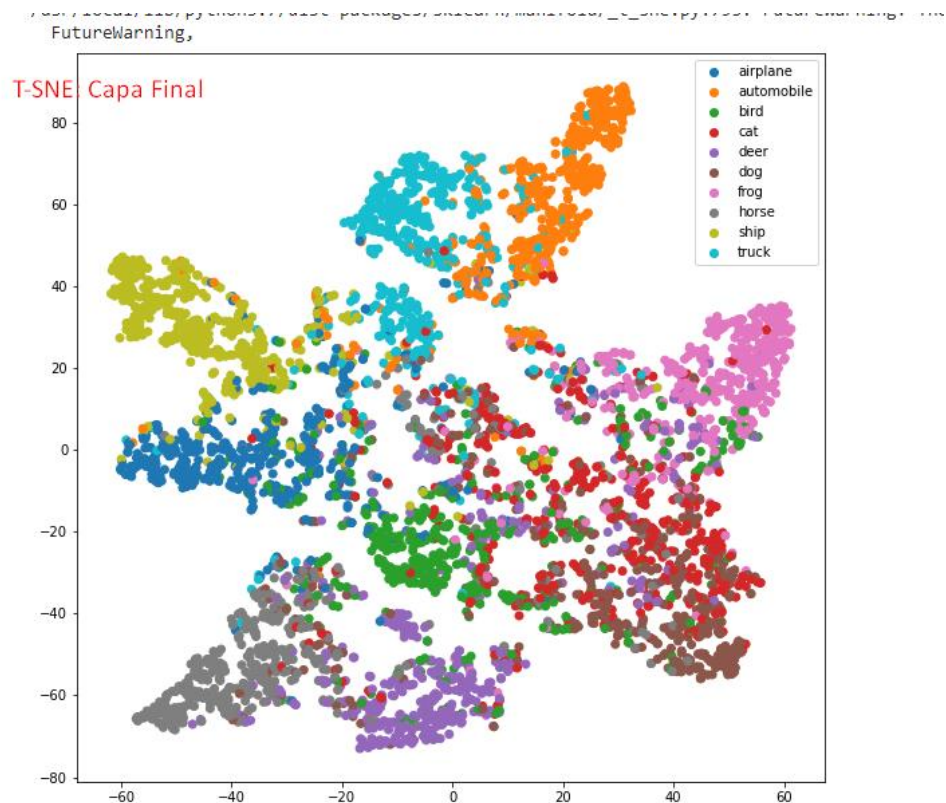 FutureWarning,
T-SNE: Capa Final
airplane
automobile
bird
cat
deer
dog
frog
horse
ship
truck
80
60
40
20
0
−20
−40
−60
−80
−60
−40
−20
0
20
40
60